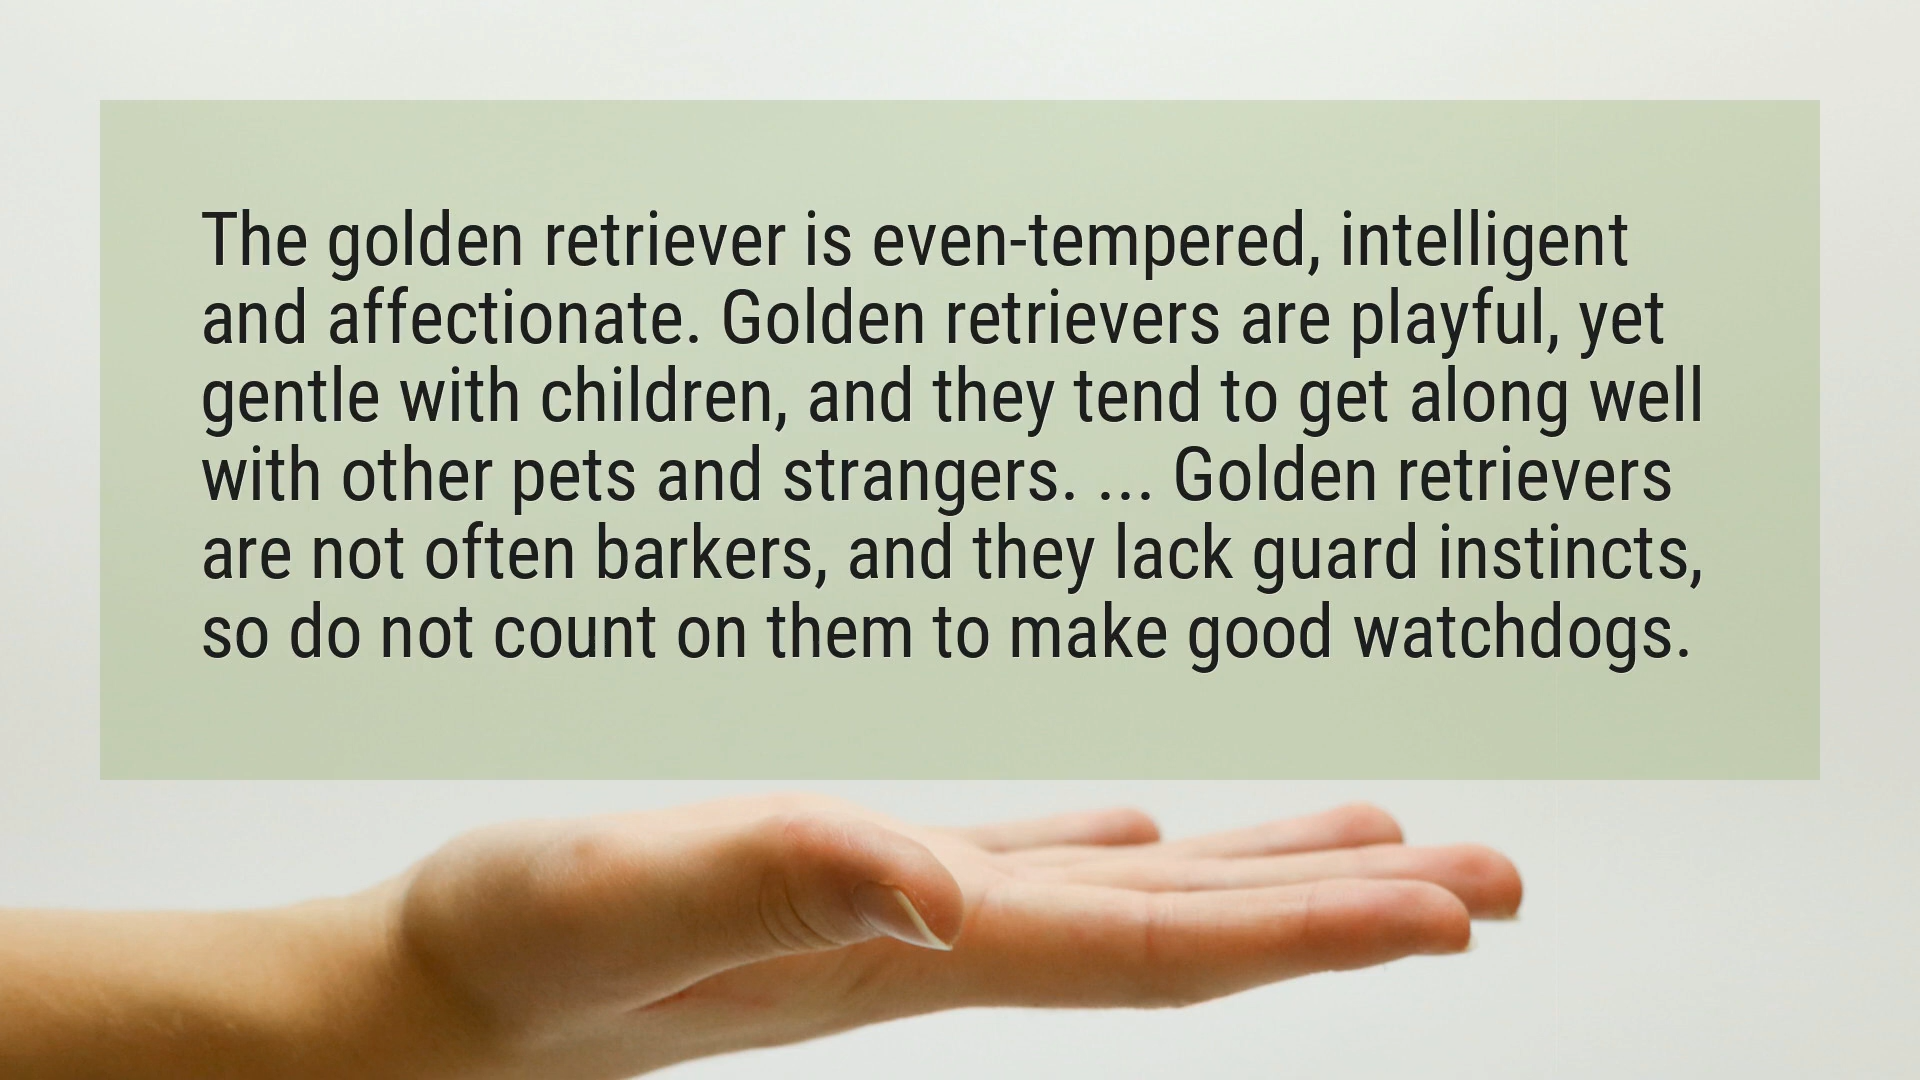 The golden retriever is even-tempered, intelligent
and affectionate. Golden retrievers are playful, yet
gentle with children, and they tend to get along well
with other pets and strangers. ... Golden retrievers
are not often barkers, and they lack guard instincts,
so do not count on them to make good watchdogs.